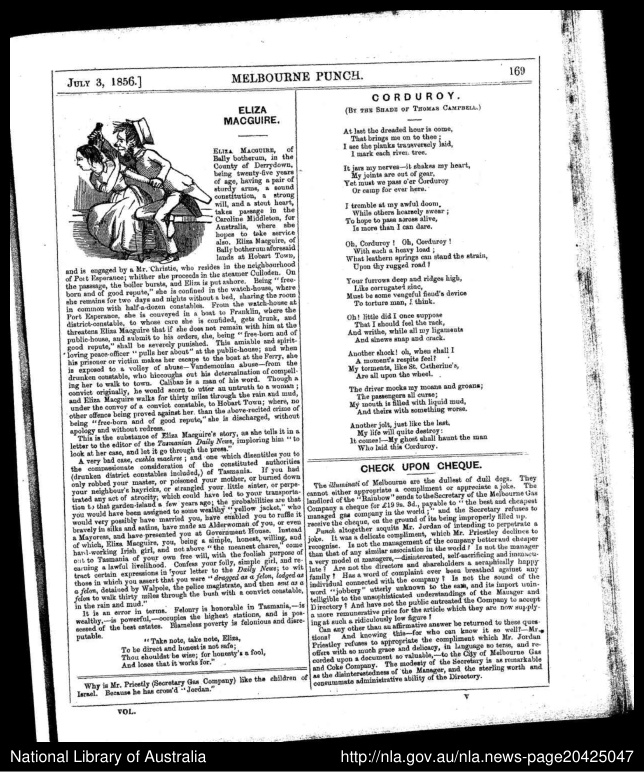 JULY 3, 1856.]
MELBOURNE PUNCH.
169
ELIZA
MACGUIRE.
ELIZA MACGUIRE, of
Bally botherum, in the
County of Derrydown,
being twenty-five years
of age, having a pair of
sturdy arms, a sound
constitution, a strong
will, and a stout heart,
takes passage in the
Caroline Middleton, for
Australia, where she
hopes to take service
also. Eliza Macguire, of
Bally botherum aforesaid
lands at Hobart Town,
and is engaged by a Mr. Christie, who resides in the neighbourhood
of Port Esperance; whither she proceeds in the steamer Culloden. On
the passage, the boiler bursts, and Eliza is put ashore. Being "free-
born and of good repute," she is confined in the watch-house, where
she remains for two days and nights without a bed, sharing the room
in common with half-a-dozen constables. From the watch-house at
Port Esperance, she is conveyed in a boat to Franklin, where the
district-constable, to whose care she is confided, gets drunk, and
threatens Eliza Macguire that if she does not remain with him at the
public-house, and submit to his orders, she, being "free-born and of
good repute," shall be severely punished. This amiable and spirit-
loving peace-officer "pulls her about" at the public-house; and when
his prisoner or victim makes her escape to the boat at the Ferry, she
is exposed to a volley of abuse—Vandemonian abuse—from the
drunken constable, who hiccoughs out his determination of compell-
ing her to walk to town. Caliban is a man of his word. Though a
convict originally, he would scorn to utter an untruth to a woman;
and Eliza Macguire walks for thirty miles through the rain and mud,
under the convoy of a convict constable, to Hobart Town; where, no
other offence being proved against her than the above-recited crime of
being "free-born and of good repute," she is discharged, without
apology and without redress.
This is the substance of Eliza Macguire's story, as she tells it in a
letter to the editor of the Tasmanian Daily News, imploring him "to
look at her case, and let it go through the press."
A very bad case, cushla machree; and one which disentitles you to
the compassionate consideration of the constituted authorities
(drunken district constables included,) of Tasmania. If you had
only robbed your master, or poisoned your mother, or burned down
your neighbour's hayricks, or strangled your little sister, or perpe-
trated any act of atrocity, which could have led to your transporta-
tion to that garden-island a few years ago; the probabilities are that
you would have been assigned to some wealthy "yellow jacket," who
would very possibly have married you, have enabled you to ruffle it
bravely in silks and satins, have made an Alderwoman of you, or even
a Mayoress, and have presented you at Government House. Instead
of which, Eliza Macguire, you, being a simple, honest, willing, and
hard-working Irish girl, and not above "the nonnest chares," come
out to Tasmania of your own free will, with the foolish purpose of
earning a lawful livelihood. Confess your folly, simple girl, and re-
tract certain expressions in your letter to the Daily News; to wit
those in which you assert that you were "dragged as a felon, lodged as
a felon, detained by Walpole, the police magistrate, and then sent as a
felon to walk thirty miles through the bush with a convict constable,
in the rain and mud."
It is an error in terms. Felony is honorable in Tasmania,—is
wealthy,—is powerful,—occupies the highest stations, and is pos-
sessed of the best estates. Blameless poverty is felonious and disre-
putable.
"Take note, take note, Eliza,
To be direct and honest is not safe;
Thou shouldst be wise; for honesty's a fool,
And loses that it works for."
Why is Mr. Priestly (Secretary Gas Company) like the children of
Israel. Because he has cross'd "Jordan."
VOL.
CORDUROY.
(BY THE SHADE OF THOMAS CAMPBELL.)
At last the dreaded hour is come,
That brings me on to thee;
I see the planks transversely laid,
I mark each riven tree.
It jars my nerves—it shakes my heart,
My joints are out of gear,
Yet must we pass o'er Corduroy
Or camp for ever here.
I tremble at my awful doom,
While others hoarsely swear;
To hope to pass across alive,
Is more than I can dare.
Oh, Corduroy! Oh, Corduroy!
With such a heavy load;
What leathern springs can stand the strain,
Upon thy rugged road!
Your furrows deep and ridges high,
Like corrugated zinc,
Must be some vengeful fiend's device
To torture man, I think.
Oh! little did I once suppose
That I should feel the rack,
And writhe, while all my ligaments
And sinews snap and crack.
Another shock! oh, when shall I
A moment's respite feel?
My torments, like St. Catherine's,
Are all upon the wheel.
The driver mocks my moans and groans;
The passengers all curse;
My mouth is filled with liquid mud,
And theirs with something worse.
Another jolt, just like the last,
My life will quite destroy:
It comes!—My ghost shall haunt the man
Who laid this Corduroy.
CHECK UPON CHEQUE.
The illuminati of Melbourne are the dullest of dull dogs. They
cannot either appropriate a compliment or appreciate a joke. The
landlord of the "Rainbow" sends to the Secretary of the Melbourne Gas
Company a cheque for £19 9s. 8d., payable to "the best and cheapest
managed gas company in the world;" and the Secretary refuses to
receive the cheque, on the ground of its being improperly filled up.
Punch altogether acquits Mr. Jordan of intending to perpetrate a
joke. It was a delicate compliment, which Mr. Priestley declines to
recognise. Is not the management of the company better and cheaper
than that of any similar association in the world? Is not the manager
a very model of managers,—disinterested, self-sacrificing and immacu-
late? Are not the directors and shareholders a seraphically happy
family? Has a word of complaint ever been breathed against any
individual connected with the company? Is not the sound of the
word "jobbery" utterly unknown to the ears, and its import unin-
telligible to the unsophisticated understandings of the Manager and
Directory? And have not the public entreated the Company to accept
a more remunerative price for the article which they are now supply-
ing at such a ridiculously low figure?
Can any other than an affirmative answer be returned to these ques-
tions? And knowing this—for who can know it so well?—Mr.
Priestley refuses to appropriate the compliment which Mr. Jordan
offers with so much grace and delicacy, in language so terse, and re-
corded upon a document so valuable,—to the City of Melbourne Gas
and Coke Company. The modesty of the Secretary is as remarkable
as the disinterestedness of the Manager, and the sterling worth and
consummate administrative ability of the Directory.
V
National Library of Australia
http://nla.gov.au/nla.news-page20425047